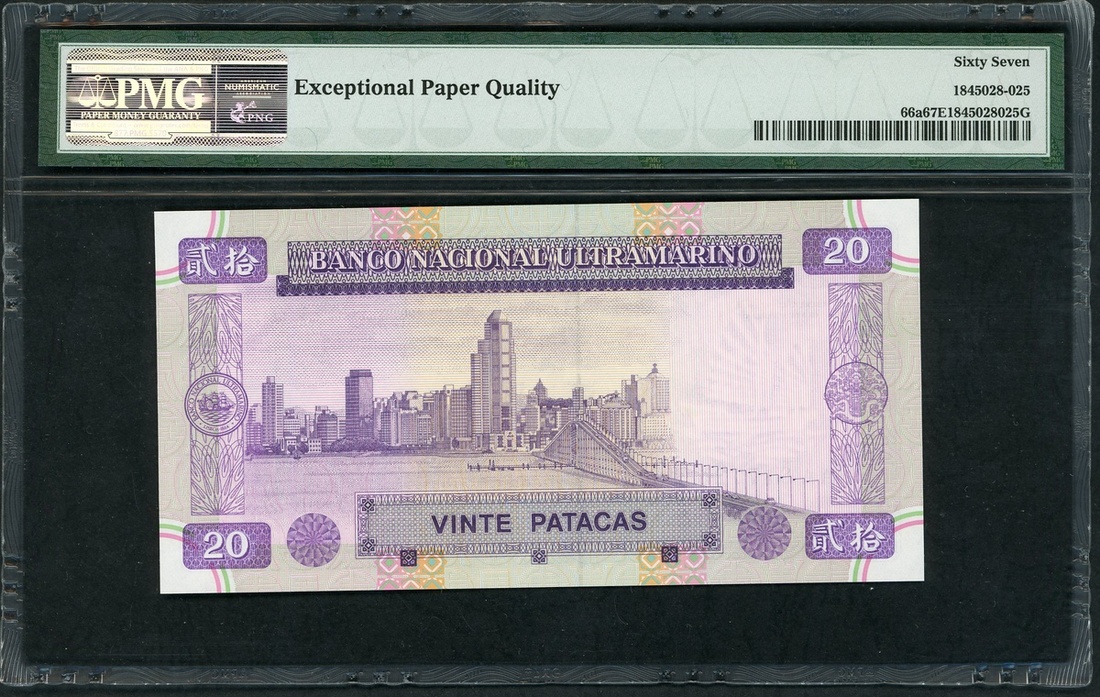 PMG
PAPER MONEY GUARANTY
NUMISMATIC
PNG
Exceptional Paper Quality
Sixty Seven
1845028-025
66a67E1845028025G
貳拾
BANCO NACIONAL ULTRAMARINO
20
VINTE PATACAS
20
貳拾